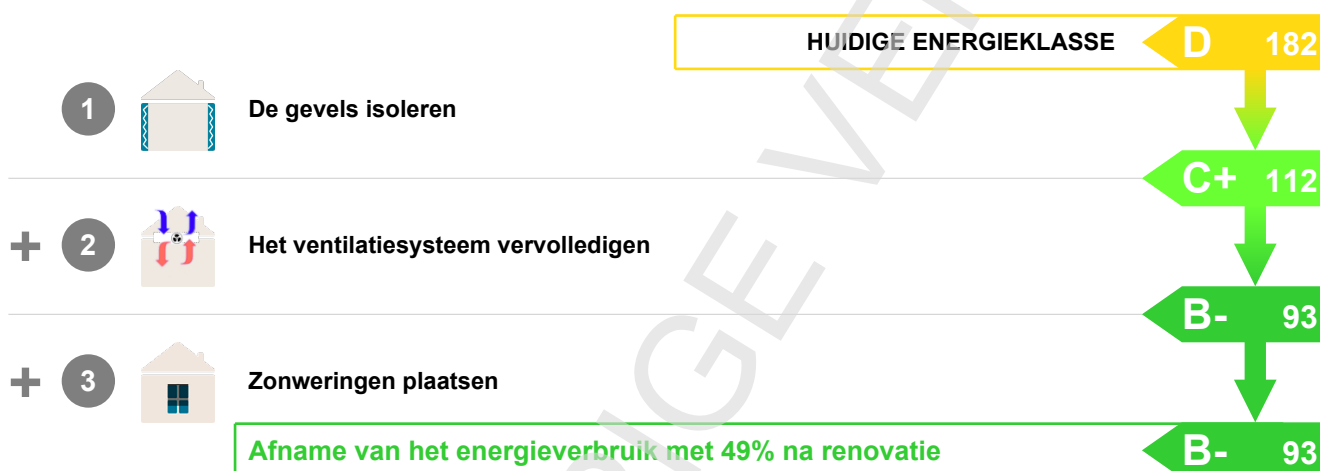 HUIDIGE ENERGIEKLASSE D 182
1 De gevels isoleren
C+ 112
+ 2 Het ventilatiesysteem vervolledigen
B- 93
+ 3 Zonweringen plaatsen
Afname van het energieverbruik met 49% na renovatie B- 93